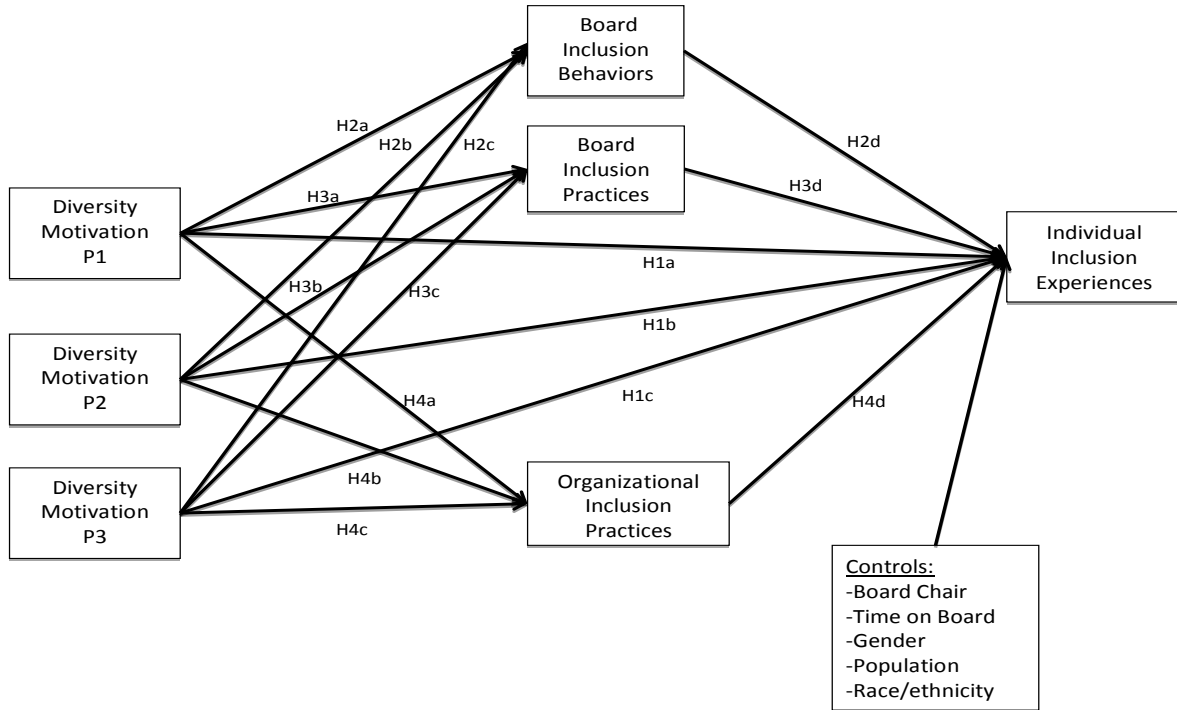 Board
Inclusion
Behaviors
H2a
H2b
H2c
H2d
Board
Inclusion
Practices
H3a
H3d
Diversity
Motivation
P1
Individual
Inclusion
Experiences
H1a
H3b
H3c
H1b
Diversity
Motivation
P2
H1c
H4a
H4d
Diversity
Motivation
P3
H4b
H4c
Organizational
Inclusion
Practices
Controls:
-Board Chair
-Time on Board
-Gender
-Population
-Race/ethnicity